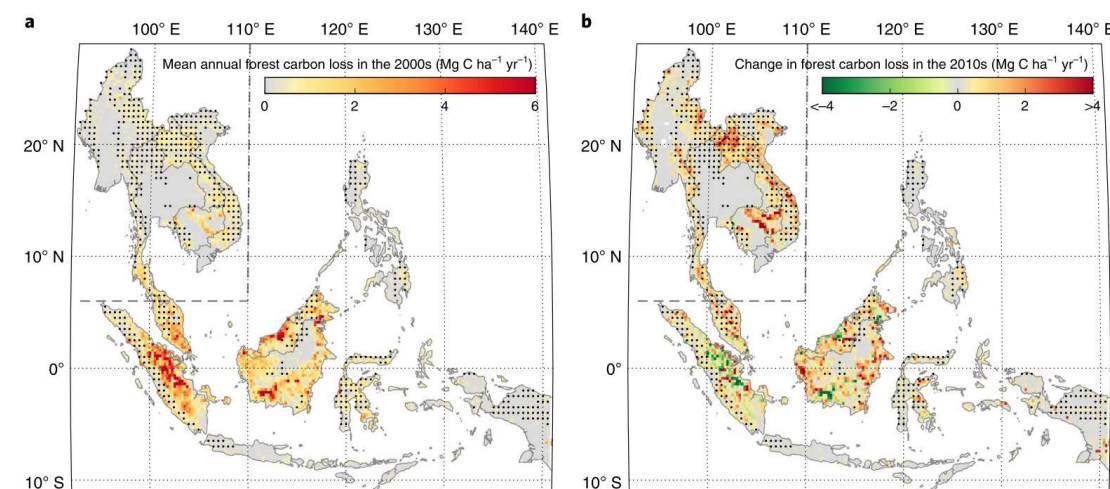 a
100° E 110° E 120° E 130° E 140° E
Mean annual forest carbon loss in the 2000s (Mg C ha⁻¹ yr⁻¹)
0 2 4 6
20° N
10° N
0°
10° S
b
100° E 110° E 120° E 130° E 140° E
Change in forest carbon loss in the 2010s (Mg C ha⁻¹ yr⁻¹)
<–4 –2 0 2 >4
20° N
10° N
0°
10° S